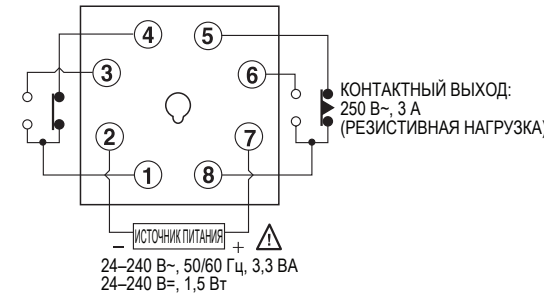 4
5
3
6
КОНТАКТНЫЙ ВЫХОД:
250 В~, 3 А
(РЕЗИСТИВНАЯ НАГРУЗКА)
2
7
1
8
− ИСТОЧНИК ПИТАНИЯ +
24–240 В~, 50/60 Гц, 3,3 ВА
24–240 В=, 1,5 Вт